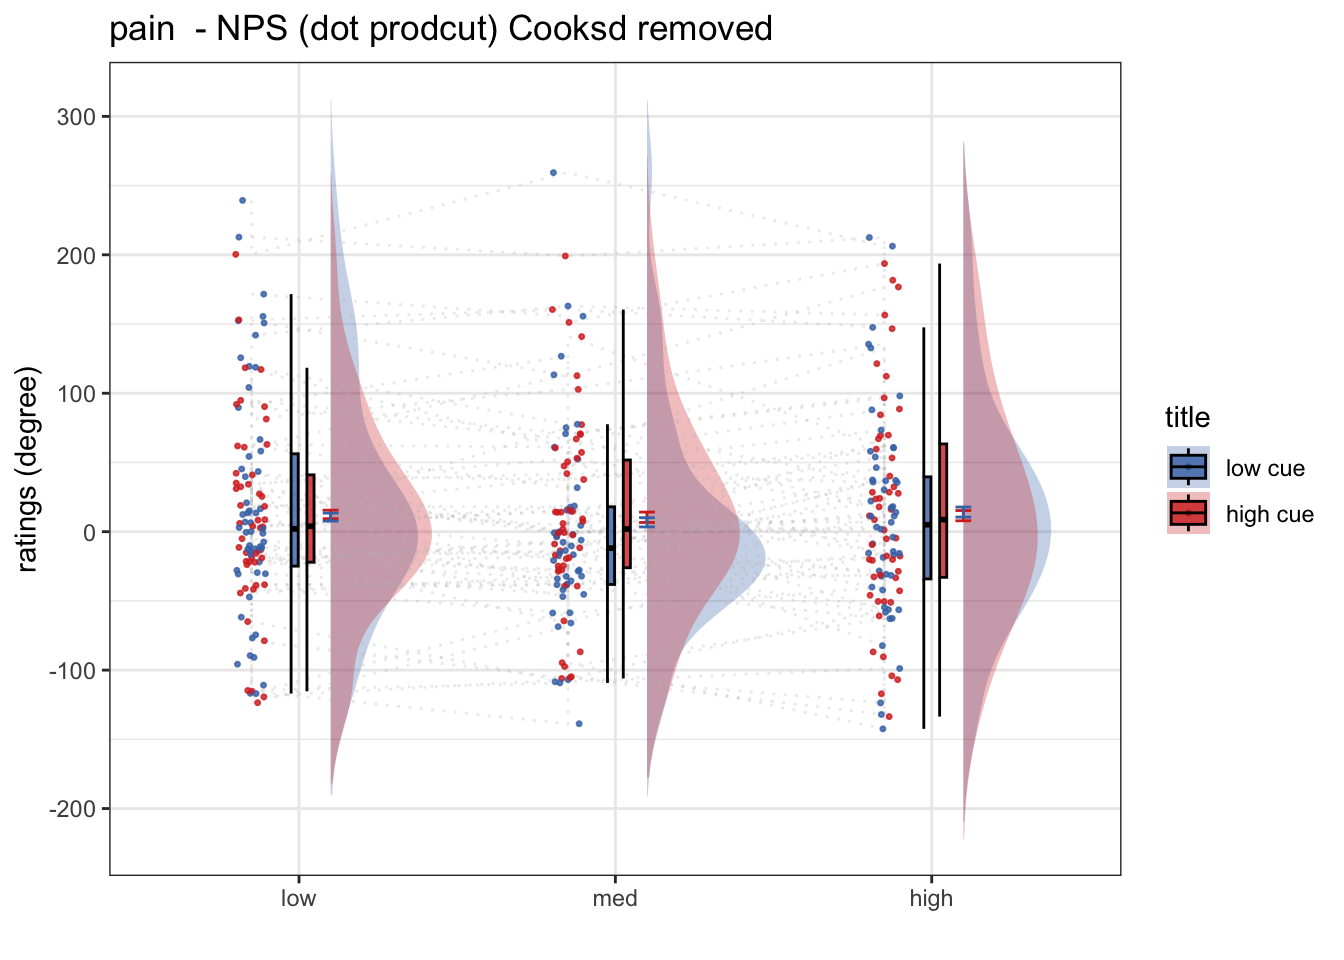 pain  - NPS (dot prodcut) Cooksd removed
ratings (degree)
300
200
100
0
-100
-200
low
med
high
title
low cue
high cue